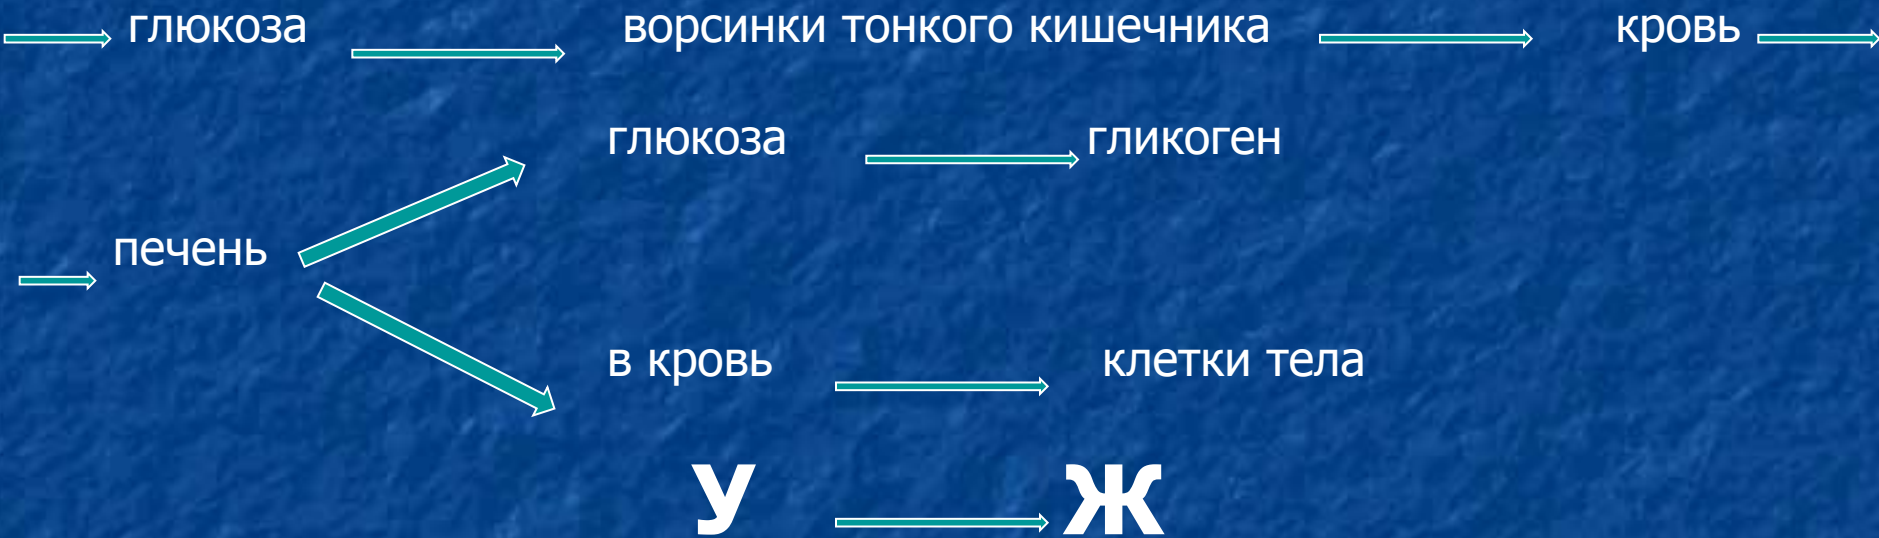 глюкоза ворсинки тонкого кишечника кровь
глюкоза гликоген
печень
в кровь клетки тела
У Ж